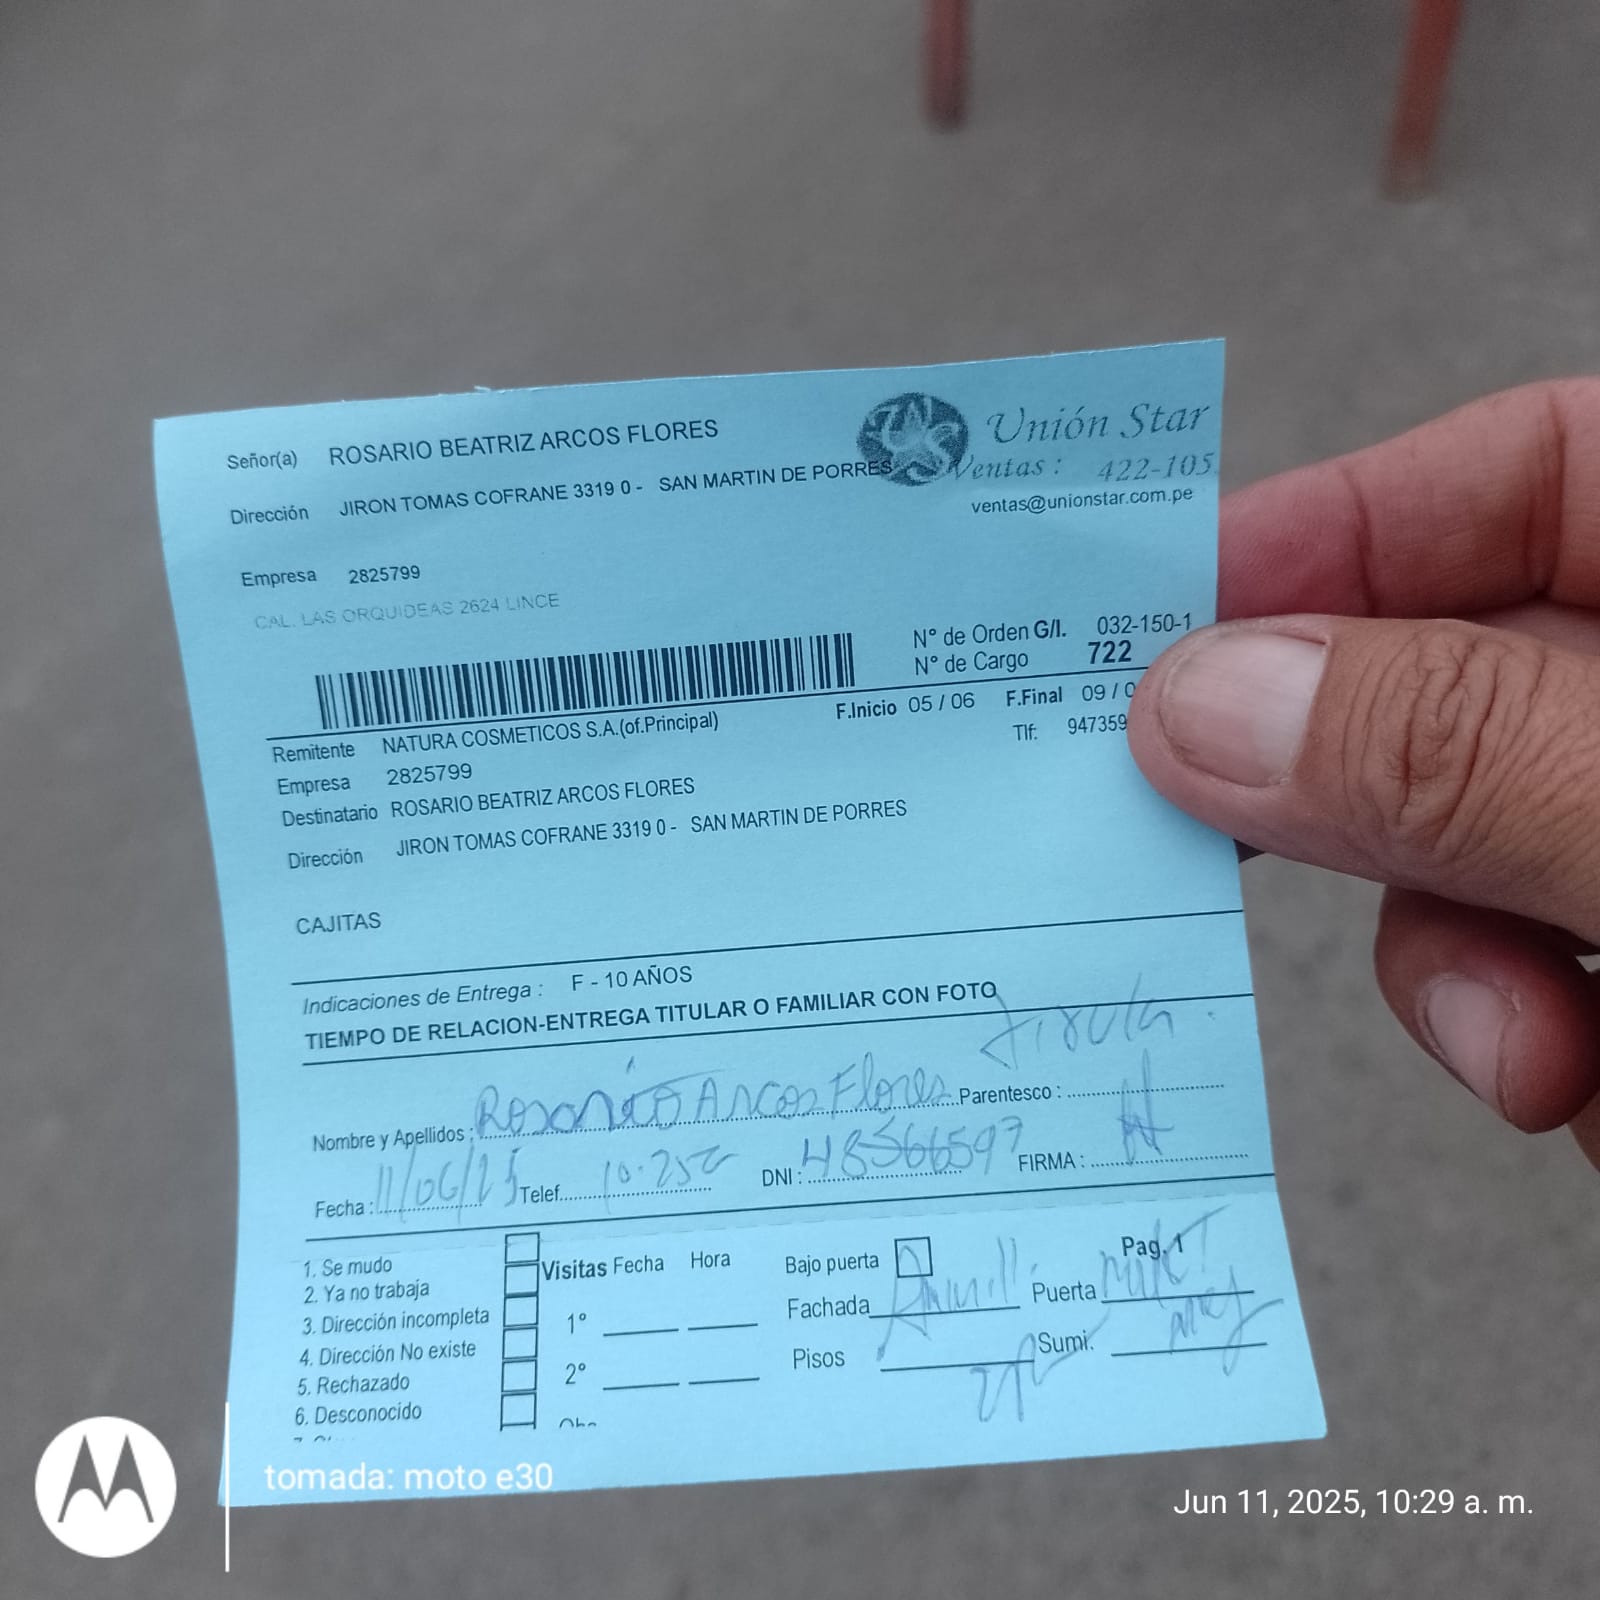 Señor(a) ROSARIO BEATRIZ ARCOS FLORES
Unión Star
Dirección JIRON TOMAS COFRANE 3319 0 - SAN MARTIN DE PORRES
Ventas : 422-105
ventas@unionstar.com.pe
Empresa 2825799
CAL. LAS ORQUIDEAS 2624 LINCE
N° de Orden G/I. 032-150-1
N° de Cargo 722
F.Inicio 05 / 06 F.Final 09 / 0
Remitente NATURA COSMETICOS S.A.(of.Principal)
Tlf: 947359
Empresa 2825799
Destinatario ROSARIO BEATRIZ ARCOS FLORES
Dirección JIRON TOMAS COFRANE 3319 0 - SAN MARTIN DE PORRES
CAJITAS
Indicaciones de Entrega : F - 10 AÑOS
TIEMPO DE RELACION-ENTREGA TITULAR O FAMILIAR CON FOTO
Nombre y Apellidos : Rosario Arcos Flores Parentesco :
Fecha : 11/06/25 Telef. 10:25 DNI : 48566597 FIRMA :
1. Se mudo
2. Ya no trabaja
3. Dirección incompleta
4. Dirección No existe
5. Rechazado
6. Desconocido
Visitas Fecha Hora
1°
2°
Bajo puerta
Pag. 1
Fachada Puerta
Pisos Sumi.
tomada: moto e30
Jun 11, 2025, 10:29 a. m.